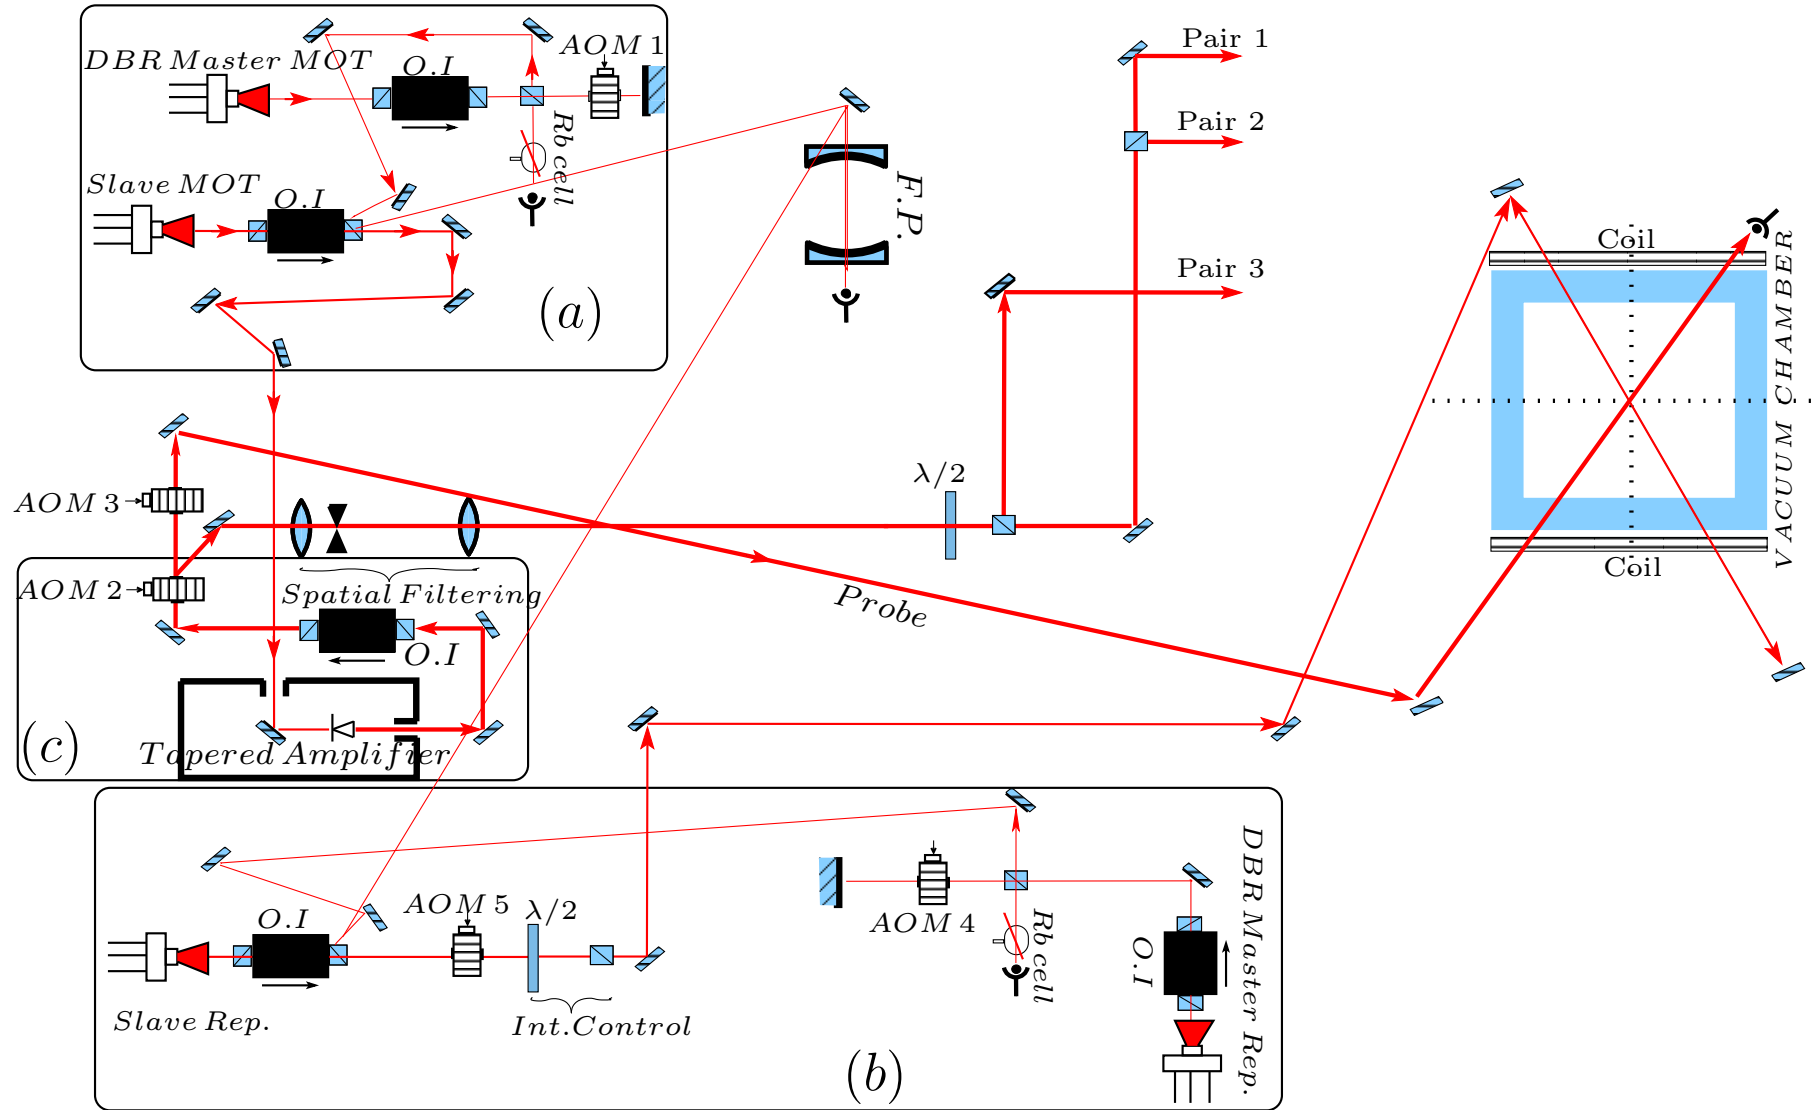 DBR Master MOT
O.I
AOM 1
Rb cell
Slave MOT
O.I
(a)
F.P.
Pair 1
Pair 2
Pair 3
Coil
VACUUM CHAMBER
Coil
AOM 3
λ/2
AOM 2
Spatial Filtering
O.I
Probe
(c)
Tapered Amplifier
O.I
AOM 5
λ/2
AOM 4
Rb cell
O.I
DBR Master Rep.
Slave Rep.
Int.Control
(b)